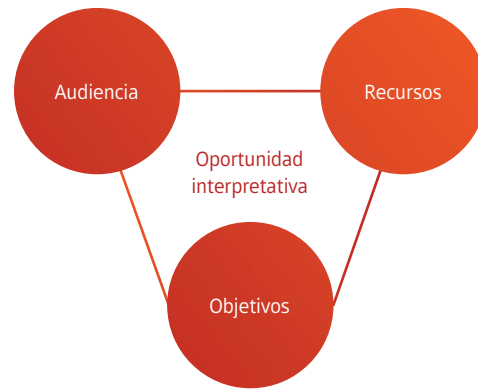 Audiencia
Recursos
Oportunidad
interpretativa
Objetivos